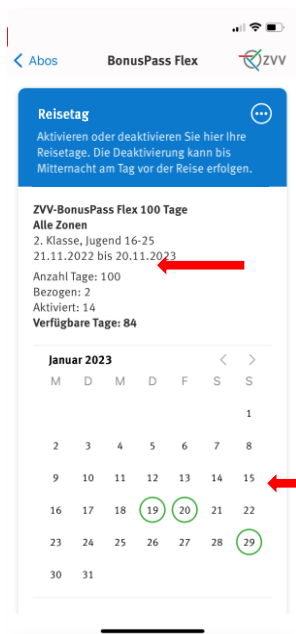 Abos
BonusPass Flex
ZVV
Reisetag
Aktivieren oder deaktivieren Sie hier Ihre
Reisetage. Die Deaktivierung kann bis
Mitternacht am Tag vor der Reise erfolgen.
ZVV-BonusPass Flex 100 Tage
Alle Zonen
2. Klasse, Jugend 16-25
21.11.2022 bis 20.11.2023
Anzahl Tage: 100
Bezogen: 2
Aktiviert: 14
Verfügbare Tage: 84
Januar 2023
M D M D F S S
1
2 3 4 5 6 7 8
9 10 11 12 13 14 15
16 17 18 19 20 21 22
23 24 25 26 27 28 29
30 31